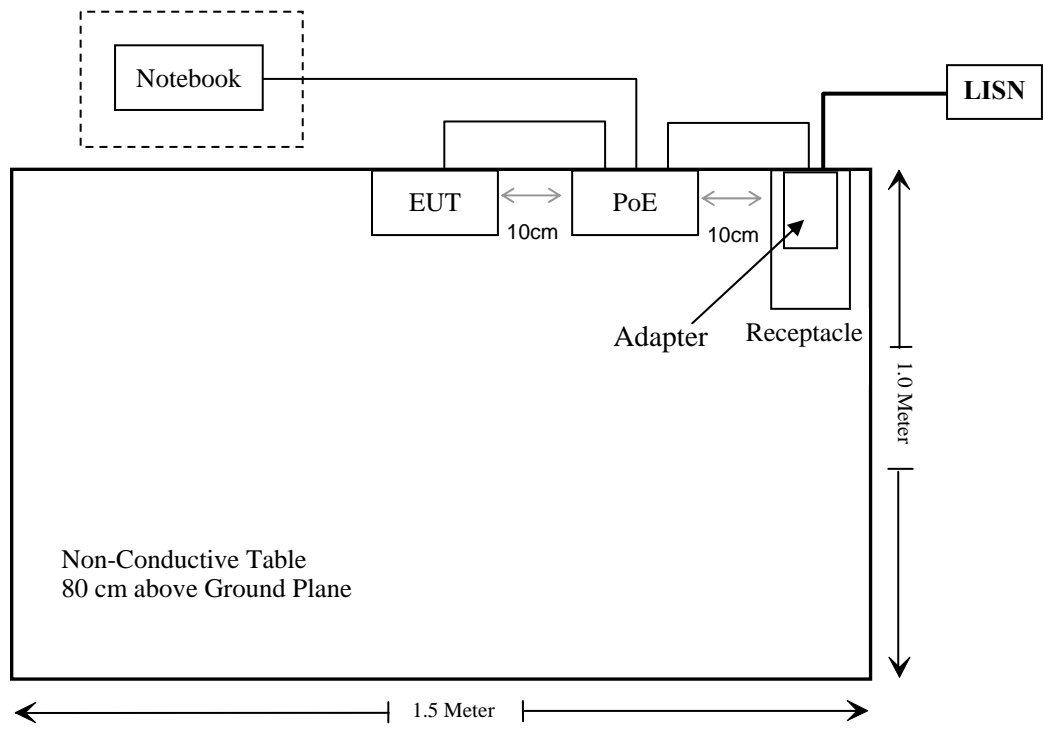 Notebook
LISN
EUT
PoE
10cm
10cm
Adapter
Receptacle
1.0 Meter
Non-Conductive Table
80 cm above Ground Plane
1.5 Meter